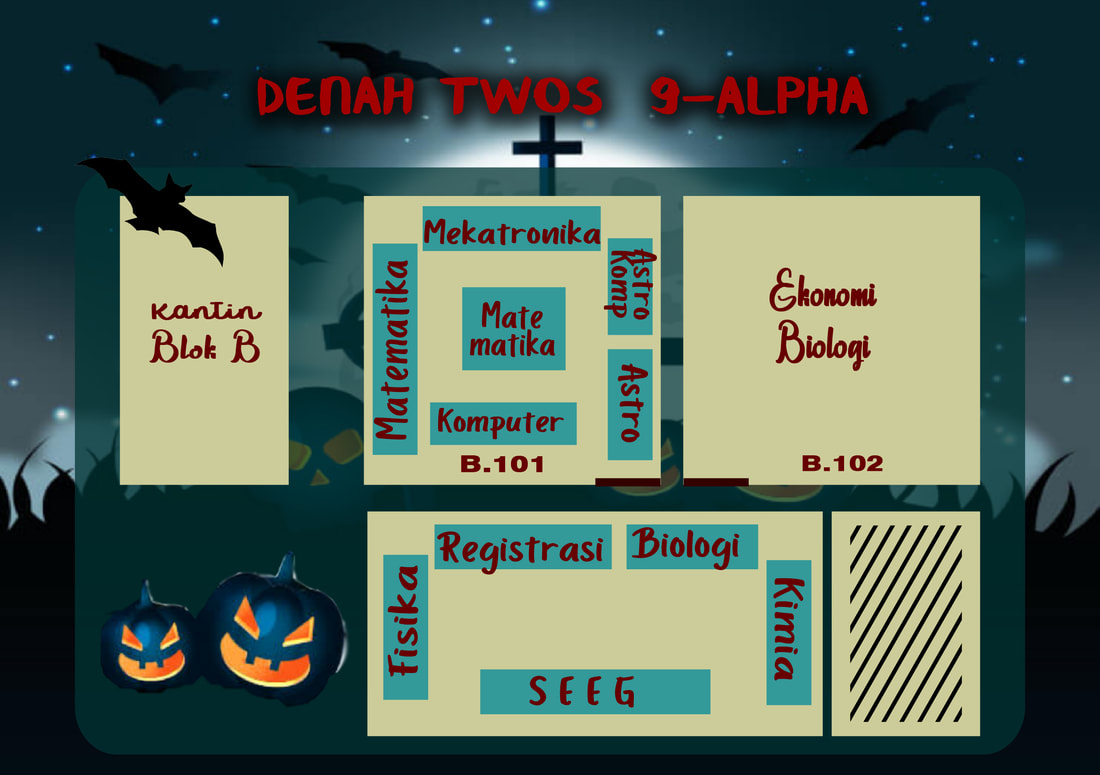 DENAH TWOS 9-ALPHA
Kantin
Blok B
Mekatronika
Matematika
Mate
matika
Komputer
Astro
Komp
Astro
B.101
Ekonomi
Biologi
B.102
Registrasi
Biologi
Fisika
Kimia
SEEG